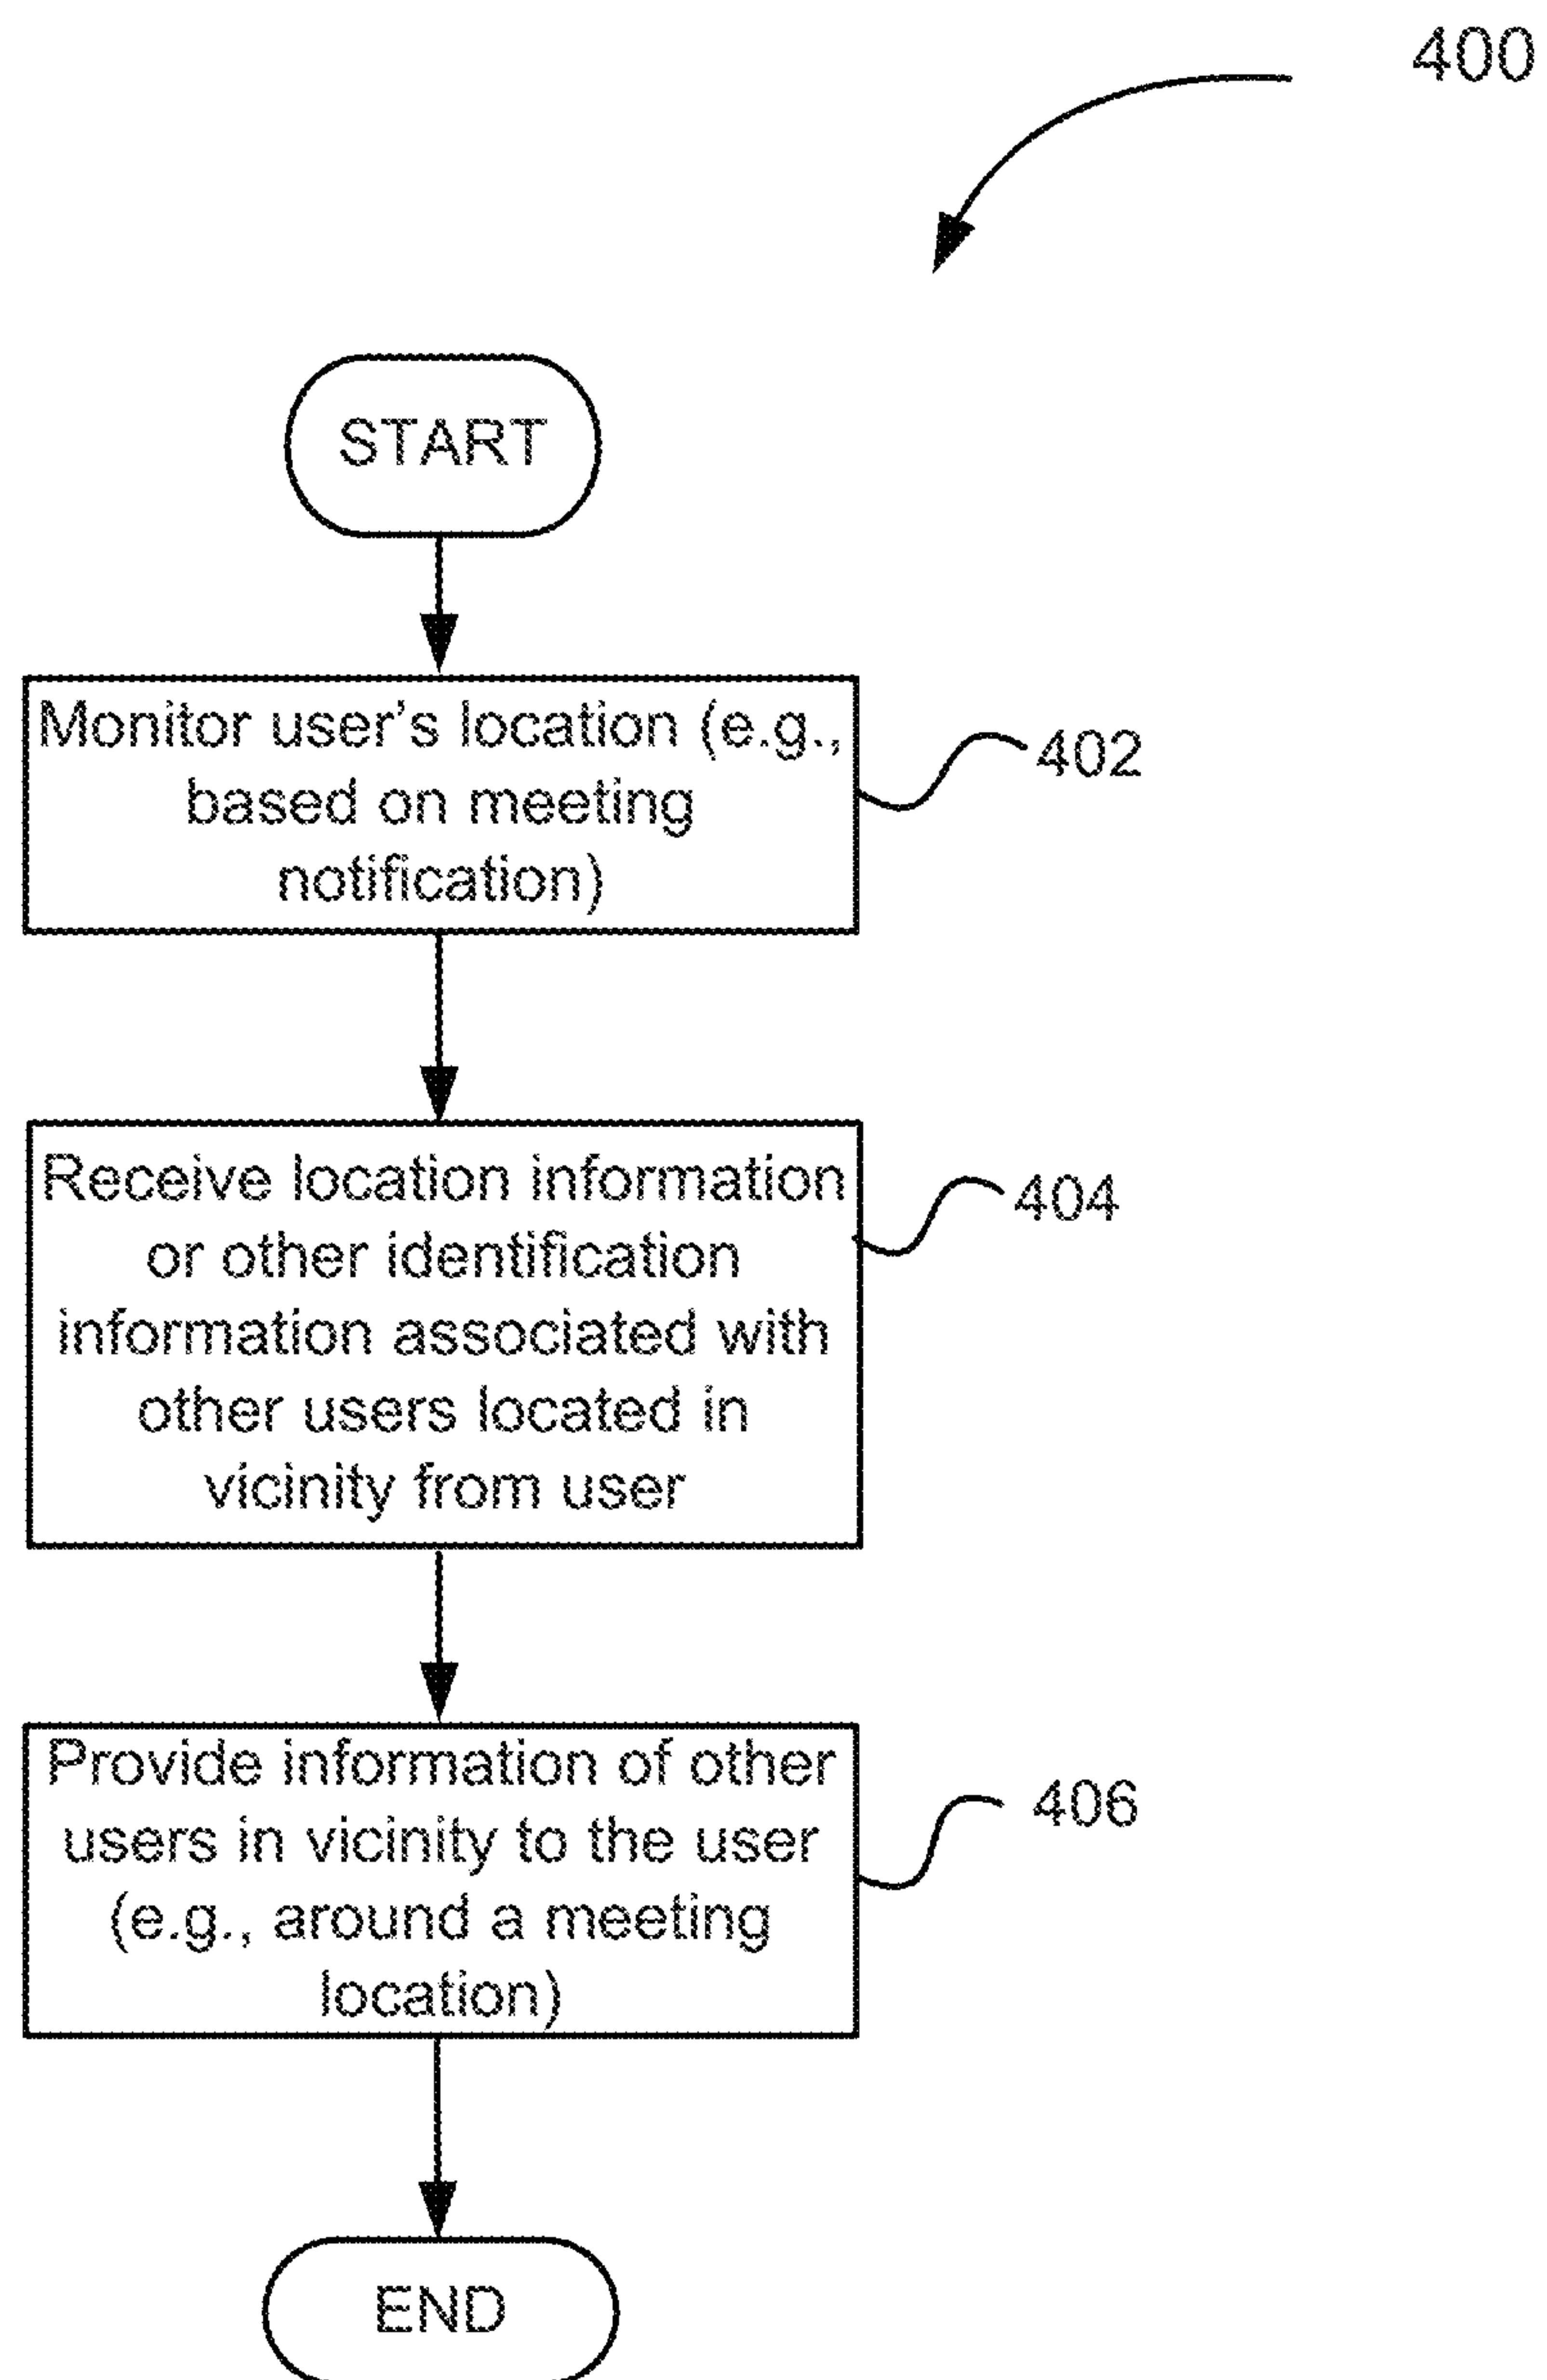 400
START
Monitor user's location (e.g.,
based on meeting
notification)
402
Receive location information
or other identification
information associated with
other users located in
vicinity from user
404
Provide information of other
users in vicinity to the user
(e.g., around a meeting
location)
406
END